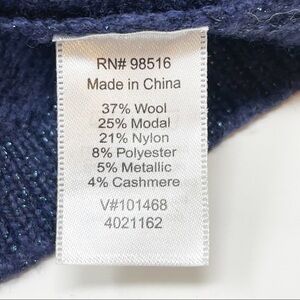 RN# 98516
Made in China
37% Wool
25% Modal
21% Nylon
8% Polyester
5% Metallic
4% Cashmere
V#101468
4021162